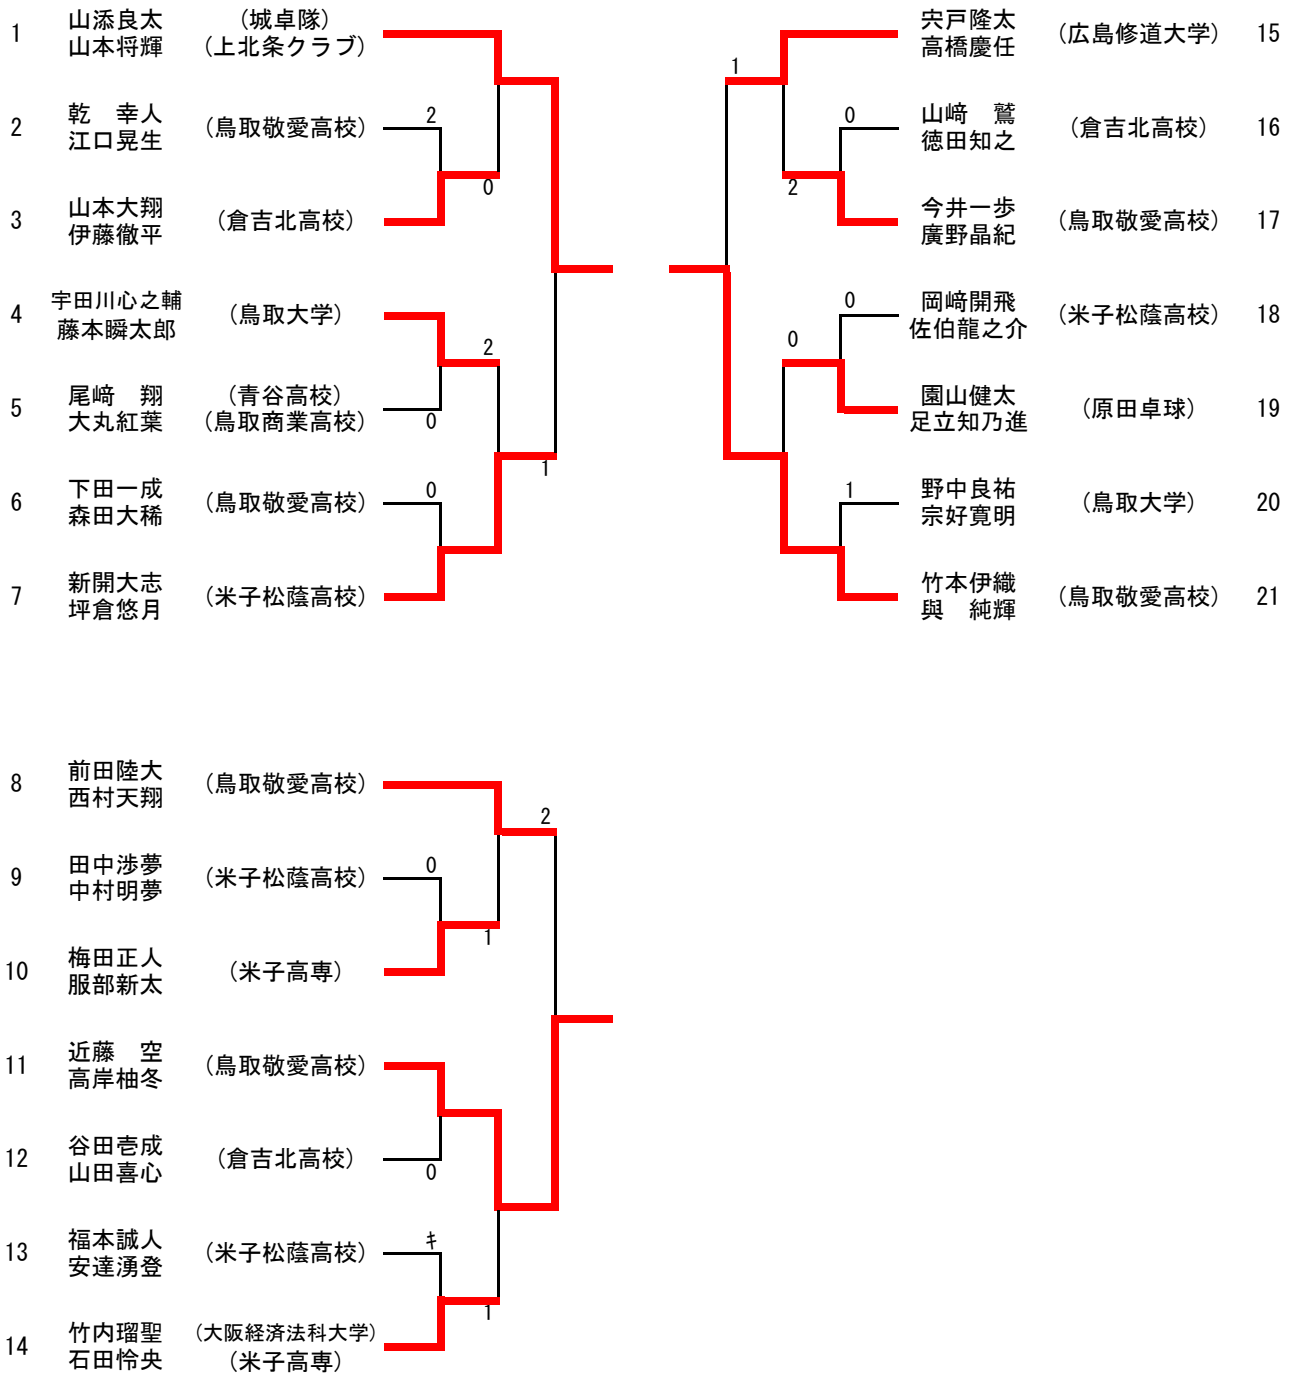 1 山添良太 (城卓隊)
山本将輝 (上北条クラブ)
2 乾　幸人 (鳥取敬愛高校) 2
江口晃生
0
3 山本大翔 (倉吉北高校)
伊藤徹平
4 宇田川心之輔 (鳥取大学)
藤本瞬太郎
2
5 尾﨑　翔 (青谷高校)
大丸紅葉 (鳥取商業高校) 0
1
6 下田一成 (鳥取敬愛高校) 0
森田大稀
7 新開大志 (米子松蔭高校)
坪倉悠月
8 前田陸大 (鳥取敬愛高校)
西村天翔
2
9 田中渉夢 (米子松蔭高校) 0
中村明夢
1
10 梅田正人 (米子高専)
服部新太
11 近藤　空 (鳥取敬愛高校)
高岸柚冬
12 谷田壱成 (倉吉北高校) 0
山田喜心
13 福本誠人 (米子松蔭高校) キ
安達湧登
1
14 竹内瑠聖 (大阪経済法科大学)
石田怜央 (米子高専)
宍戸隆太 (広島修道大学) 15
高橋慶任
1
0 山﨑　鷲 (倉吉北高校) 16
徳田知之
2
今井一歩 (鳥取敬愛高校) 17
廣野晶紀
0 岡﨑開飛 (米子松蔭高校) 18
佐伯龍之介
0
園山健太 (原田卓球) 19
足立知乃進
1 野中良祐 (鳥取大学) 20
宗好寛明
竹本伊織 (鳥取敬愛高校) 21
與　純輝